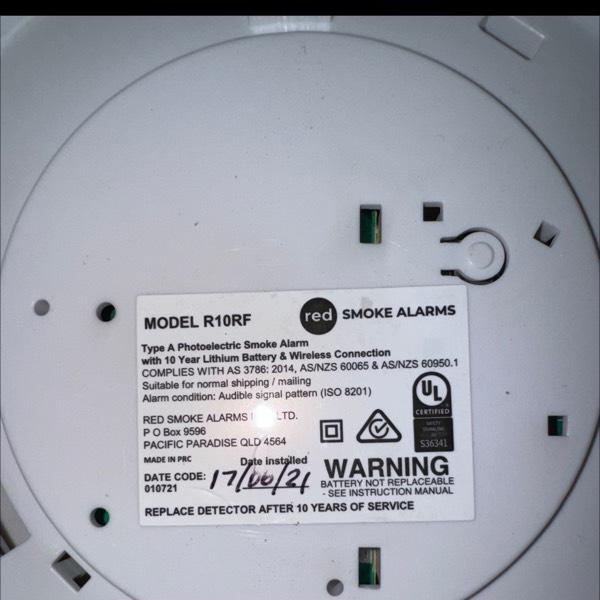 MODEL R10RF
red SMOKE ALARMS
Type A Photoelectric Smoke Alarm
with 10 Year Lithium Battery & Wireless Connection
COMPLIES WITH AS 3786: 2014, AS/NZS 60065 & AS/NZS 60950.1
Suitable for normal shipping / mailing
Alarm condition: Audible signal pattern (ISO 8201)
UL
CERTIFIED
SAFETY
S36341
RED SMOKE ALARMS LTD.
P O Box 9596
PACIFIC PARADISE QLD 4564
MADE IN PRC
Date installed
DATE CODE:
010721
17/06/21
WARNING
BATTERY NOT REPLACEABLE
- SEE INSTRUCTION MANUAL
REPLACE DETECTOR AFTER 10 YEARS OF SERVICE